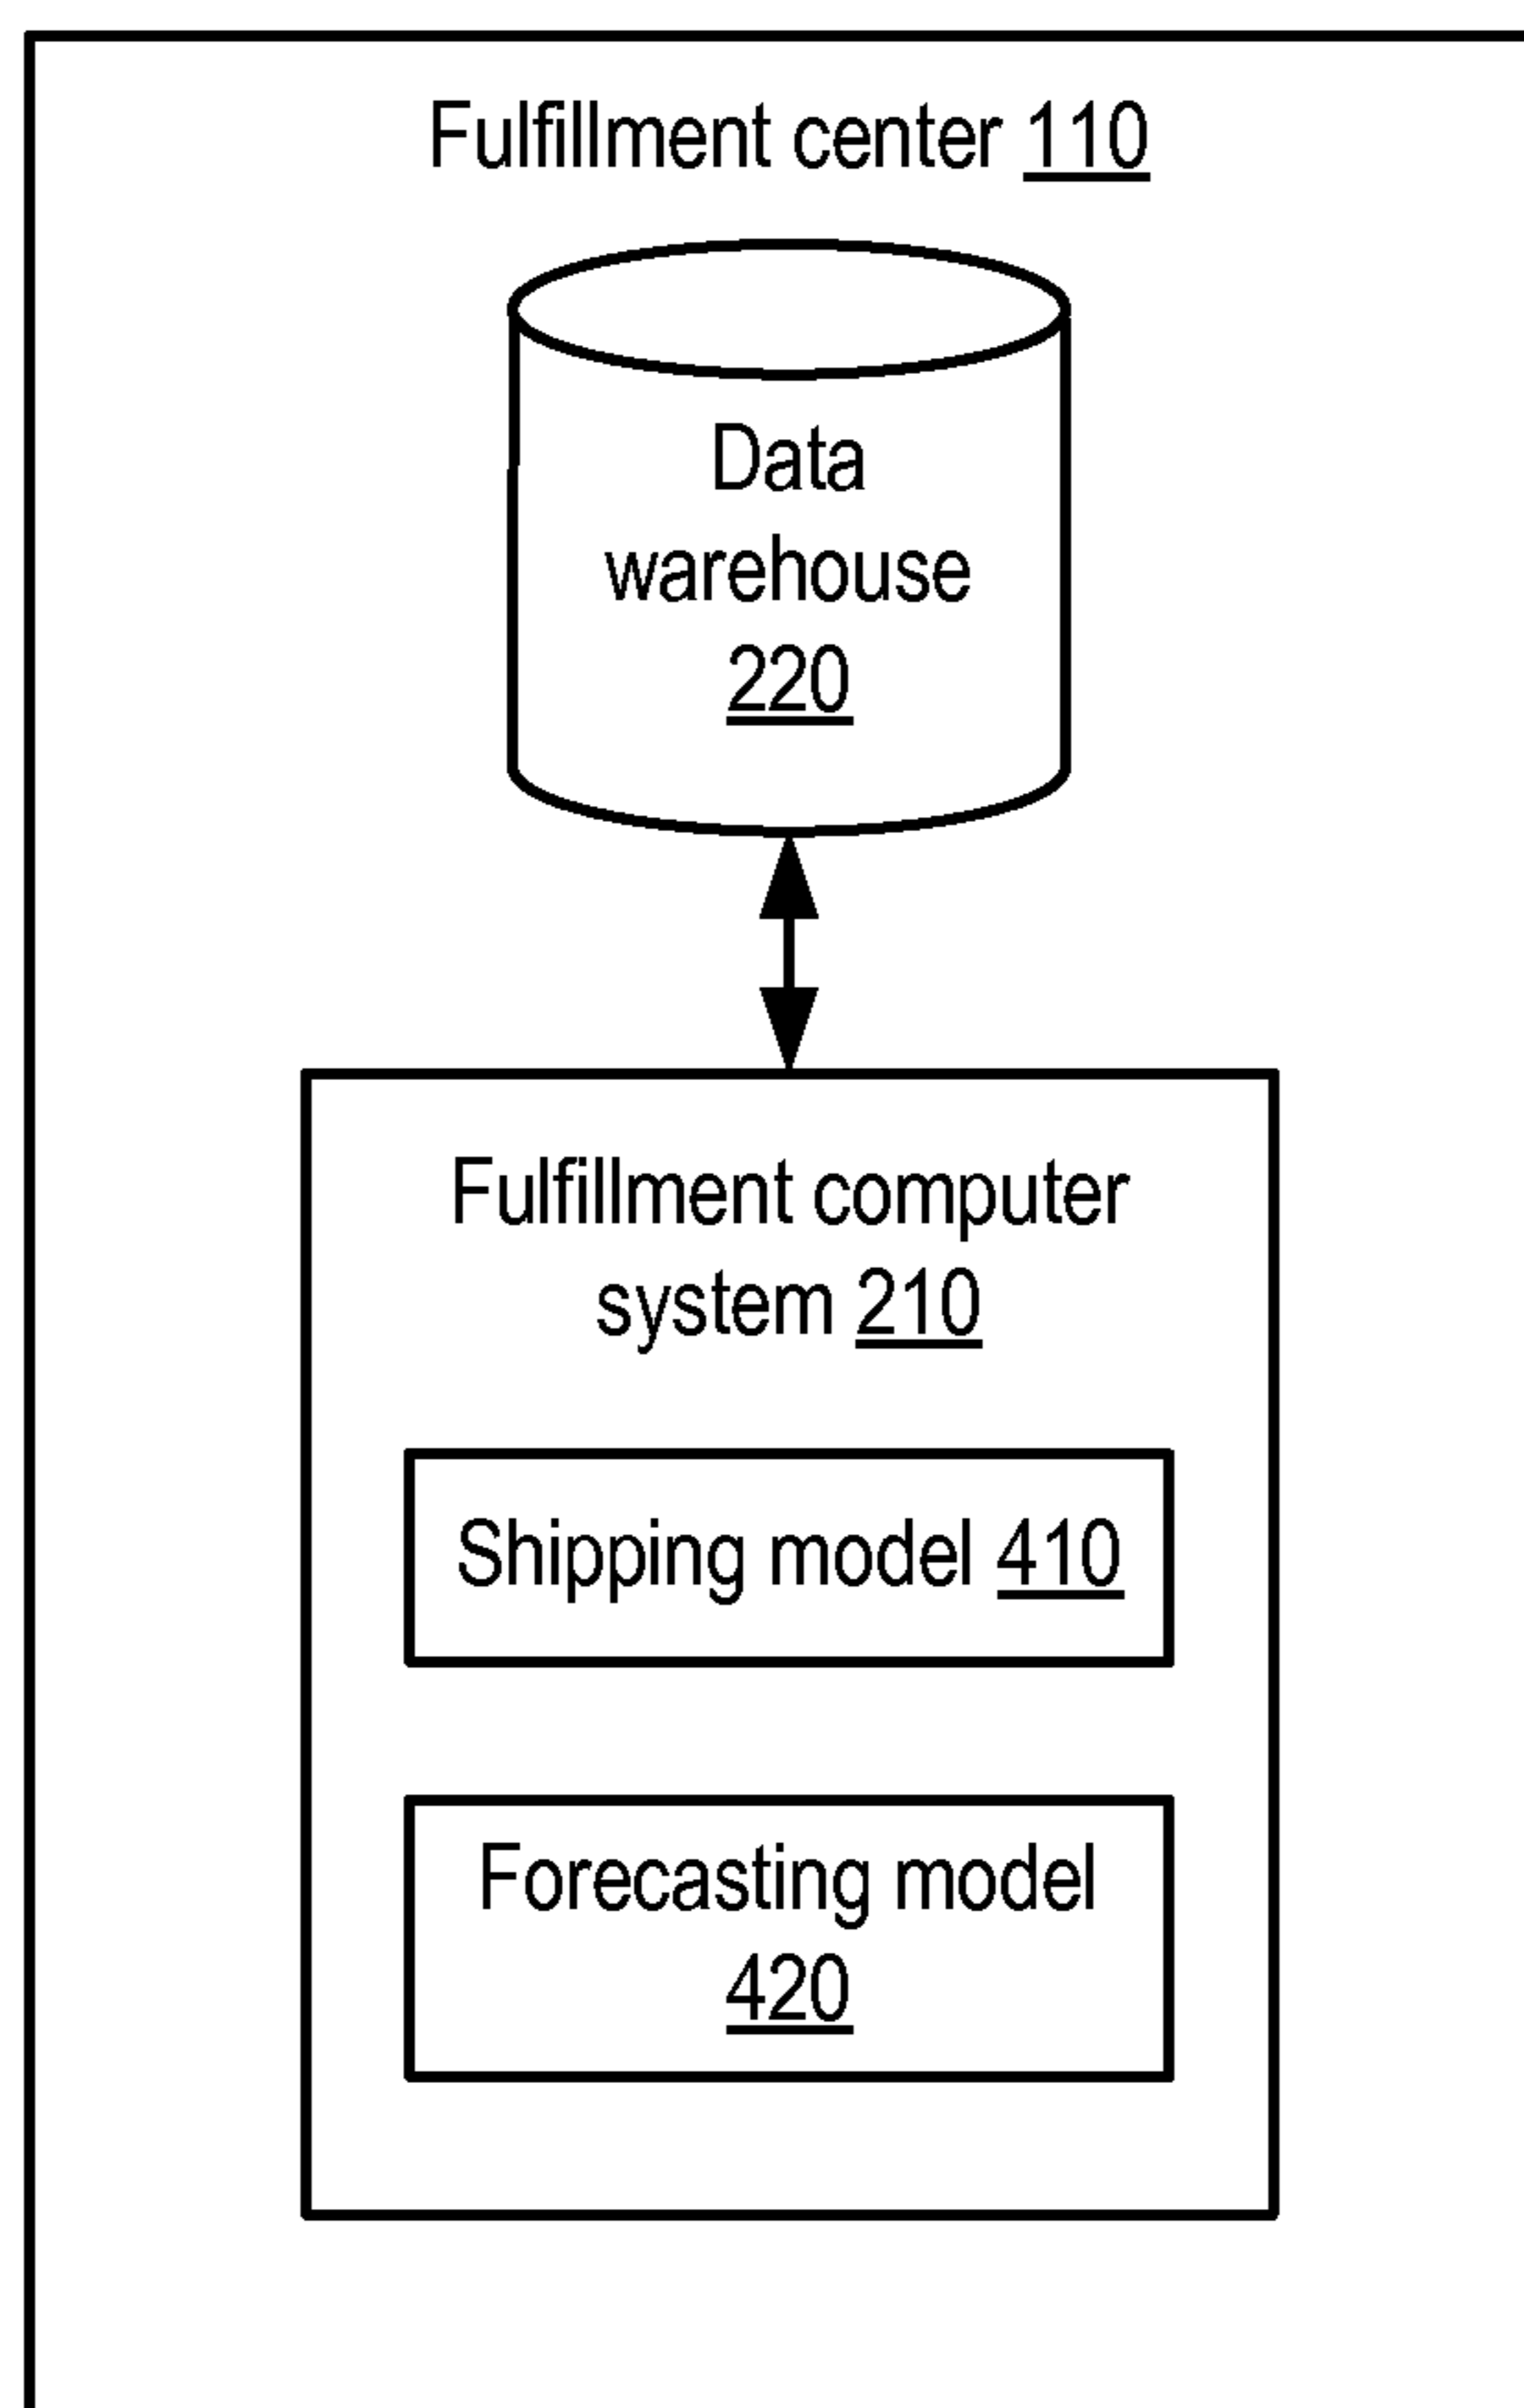 Fulfillment center 110
Data
warehouse
220
Fulfillment computer
system 210
Shipping model 410
Forecasting model
420